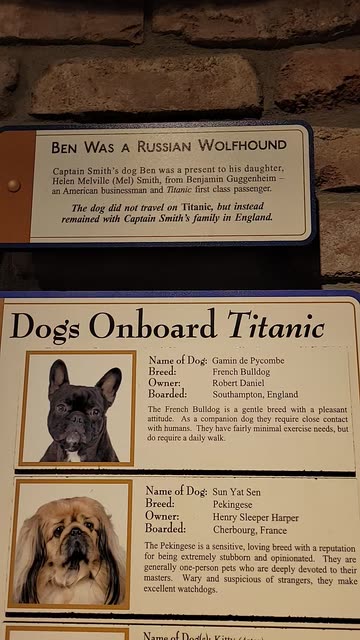 Ben Was a Russian Wolfhound
Captain Smith's dog Ben was a present to his daughter,
Helen Melville (Mel) Smith, from Benjamin Guggenheim –
an American businessman and Titanic first class passenger.
The dog did not travel on Titanic, but instead
remained with Captain Smith's family in England.
Dogs Onboard Titanic
Name of Dog: Gamin de Pycombe
Breed: French Bulldog
Owner: Robert Daniel
Boarded: Southampton, England
The French Bulldog is a gentle breed with a pleasant
attitude. As a companion dog they require close contact
with humans. They have fairly minimal exercise needs, but
do require a daily walk.
Name of Dog: Sun Yat Sen
Breed: Pekingese
Owner: Henry Sleeper Harper
Boarded: Cherbourg, France
The Pekingese is a sensitive, loving breed with a reputation
for being extremely stubborn and opinionated. They are
generally one-person pets who are deeply devoted to their
masters. Wary and suspicious of strangers, they make
excellent watchdogs.
Name of Dog(s): Kitty